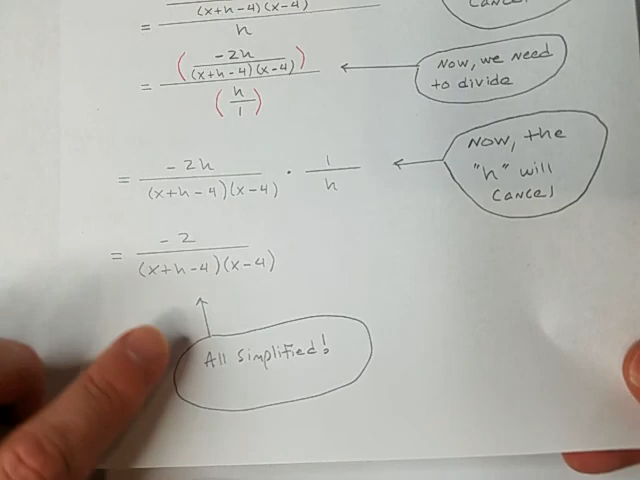 (x+h-4)(x-4)
= ———
h
cancel
= (-2h / (x+h-4)(x-4)) / (h/1)
Now, we need
to divide
= -2h / (x+h-4)(x-4) · 1/h
Now, the
"h" will
cancel
= -2 / (x+h-4)(x-4)
All simplified!